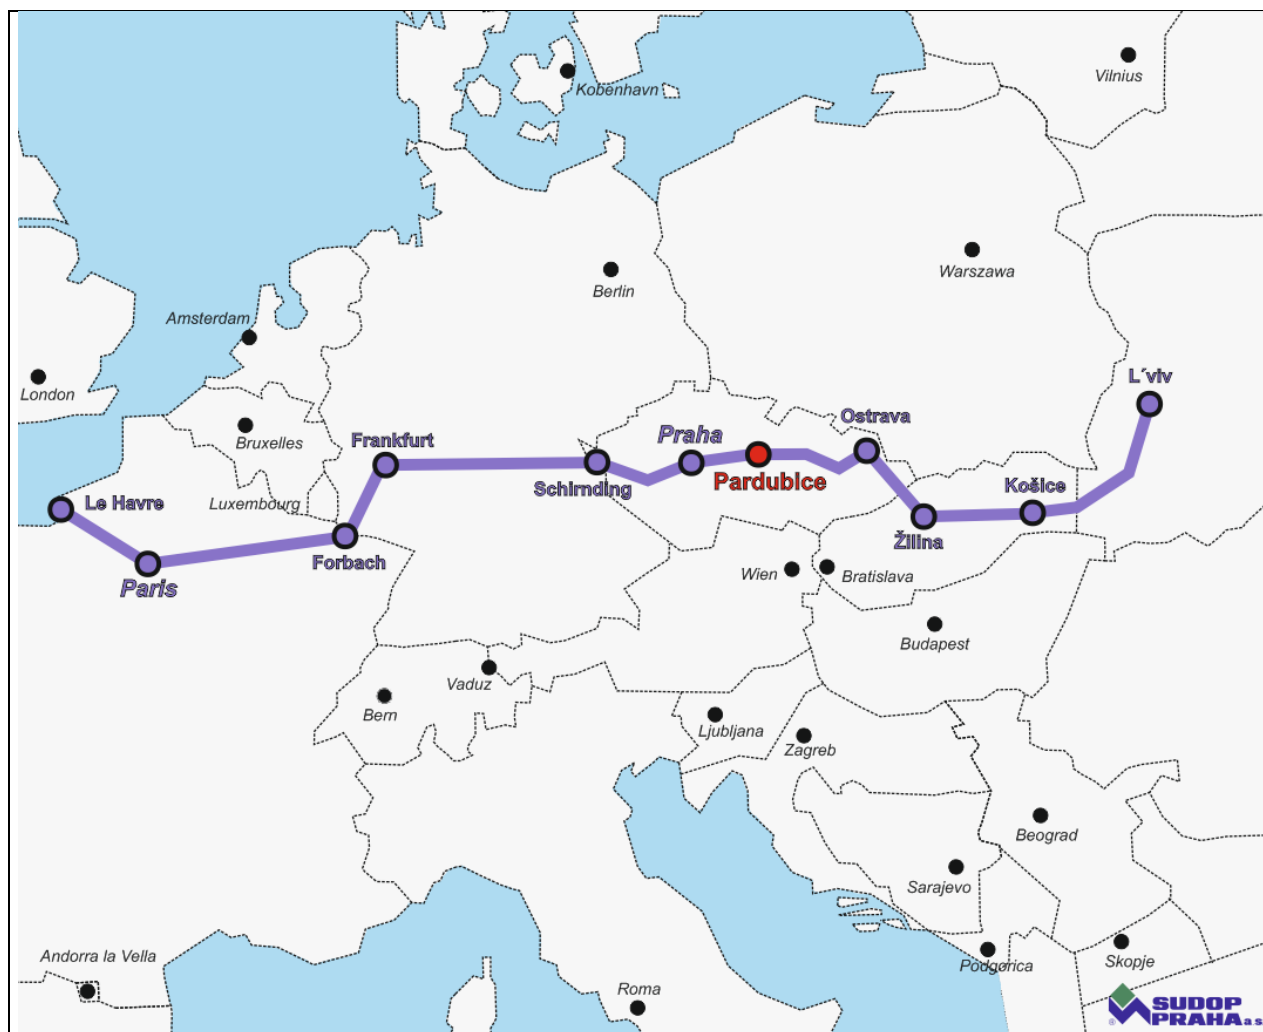 Vilnius
Kobenhavn
Warszawa
Berlin
Amsterdam
London
L´viv
Bruxelles
Ostrava
Praha
Frankfurt
Pardubice
Schirnding
Košice
Luxembourg
Le Havre
Žilina
Forbach
Paris
Wien
Bratislava
Budapest
Vaduz
Bern
Ljubljana
Zagreb
Beograd
Sarajevo
Andorra la Vella
Podgorica
Skopje
Roma
® SUDOP
PRAHA a s